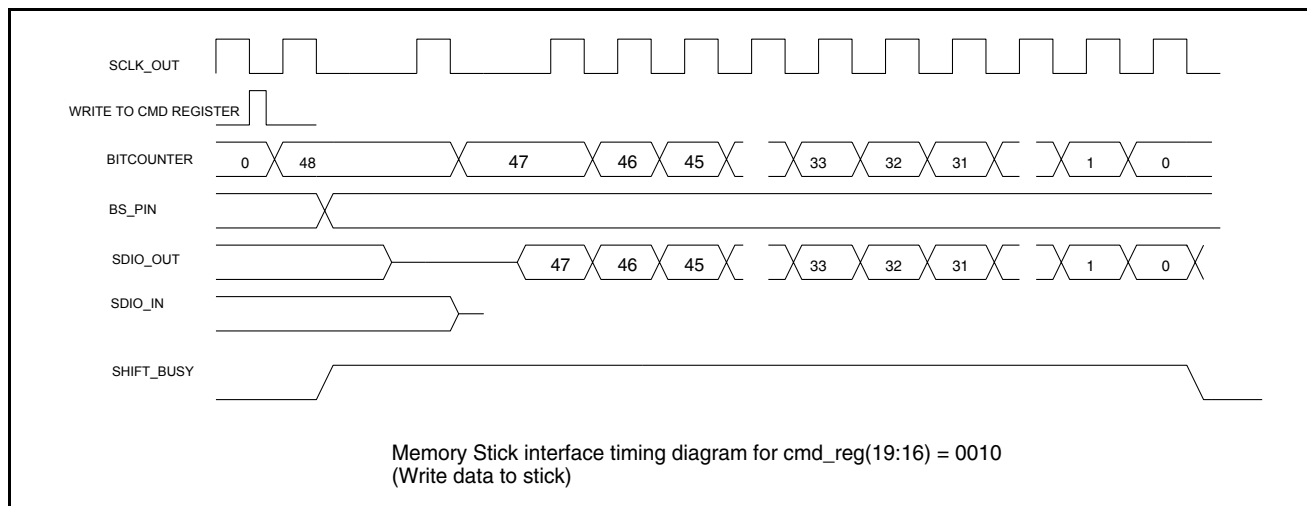 SCLK_OUT
WRITE TO CMD REGISTER
BITCOUNTER 0 48 47 46 45 33 32 31 1 0
BS_PIN
SDIO_OUT 47 46 45 33 32 31 1 0
SDIO_IN
SHIFT_BUSY
Memory Stick interface timing diagram for cmd_reg(19:16) = 0010
(Write data to stick)